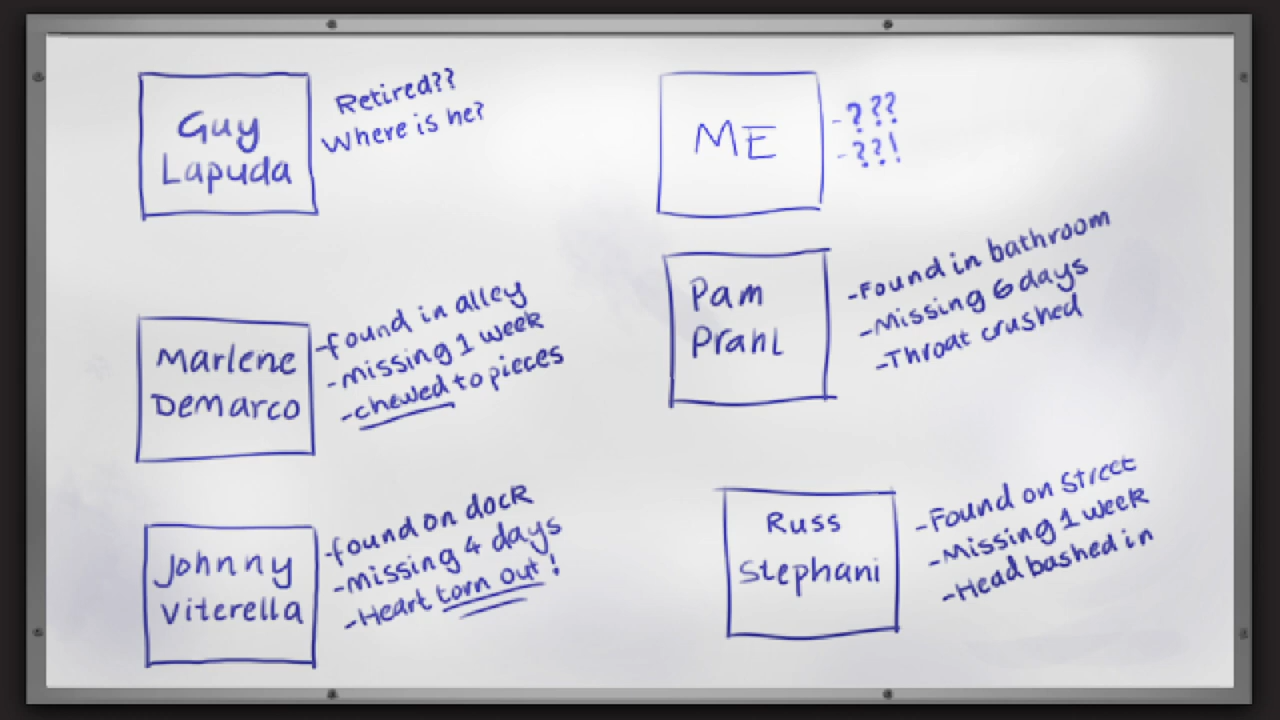 Guy
Lapuda
Retired??
Where is he?
ME
-???
-??!
Marlene
DeMarco
-found in alley
-missing 1 week
-chewed to pieces
Pam
Prahl
-Found in bathroom
-Missing 6 days
-Throat crushed
Johnny
Viterella
-found on dock
-missing 4 days
-Heart torn out!
Russ
Stephani
-Found on Street
-Missing 1 week
-Head bashed in